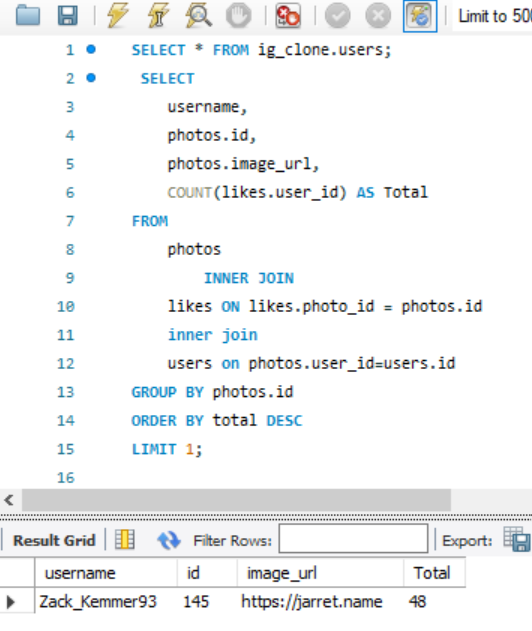 Limit to 50
1 SELECT * FROM ig_clone.users;
2 SELECT
3 username,
4 photos.id,
5 photos.image_url,
6 COUNT(likes.user_id) AS Total
7 FROM
8 photos
9 INNER JOIN
10 likes ON likes.photo_id = photos.id
11 inner join
12 users on photos.user_id=users.id
13 GROUP BY photos.id
14 ORDER BY total DESC
15 LIMIT 1;
16
Result Grid Filter Rows: Export:
username id image_url Total
Zack_Kemmer93 145 https://jarret.name 48